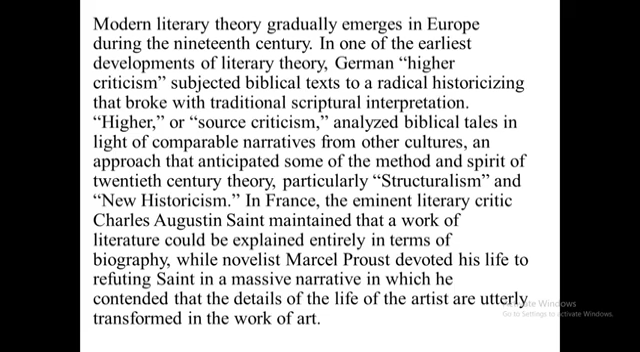 Modern literary theory gradually emerges in Europe
during the nineteenth century. In one of the earliest
developments of literary theory, German “higher
criticism” subjected biblical texts to a radical historicizing
that broke with traditional scriptural interpretation.
“Higher,” or “source criticism,” analyzed biblical tales in
light of comparable narratives from other cultures, an
approach that anticipated some of the method and spirit of
twentieth century theory, particularly “Structuralism” and
“New Historicism.” In France, the eminent literary critic
Charles Augustin Saint maintained that a work of
literature could be explained entirely in terms of
biography, while novelist Marcel Proust devoted his life to
refuting Saint in a massive narrative in which he
contended that the details of the life of the artist are utterly
transformed in the work of art.
Activate Windows
Go to Settings to activate Windows.